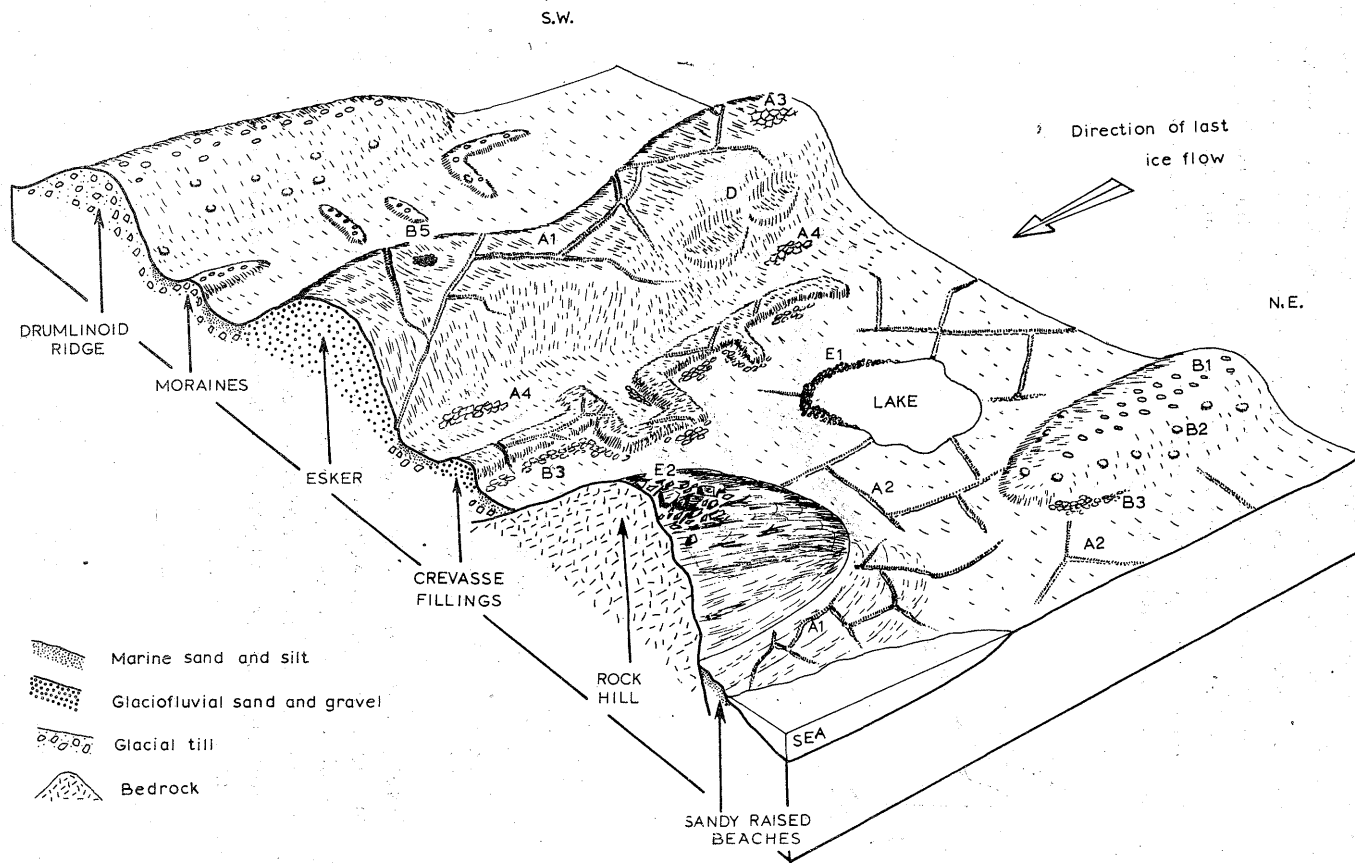 S.W.
Direction of last
ice flow
N.E.
A3
D
A4
B5
A1
E1
LAKE
B1
B2
B3
A2
A4
B3
E2
A2
A1
DRUMLINOID
RIDGE
MORAINES
ESKER
CREVASSE
FILLINGS
ROCK
HILL
SEA
SANDY RAISED
BEACHES
Marine sand and silt
Glaciofluvial sand and gravel
Glacial till
Bedrock